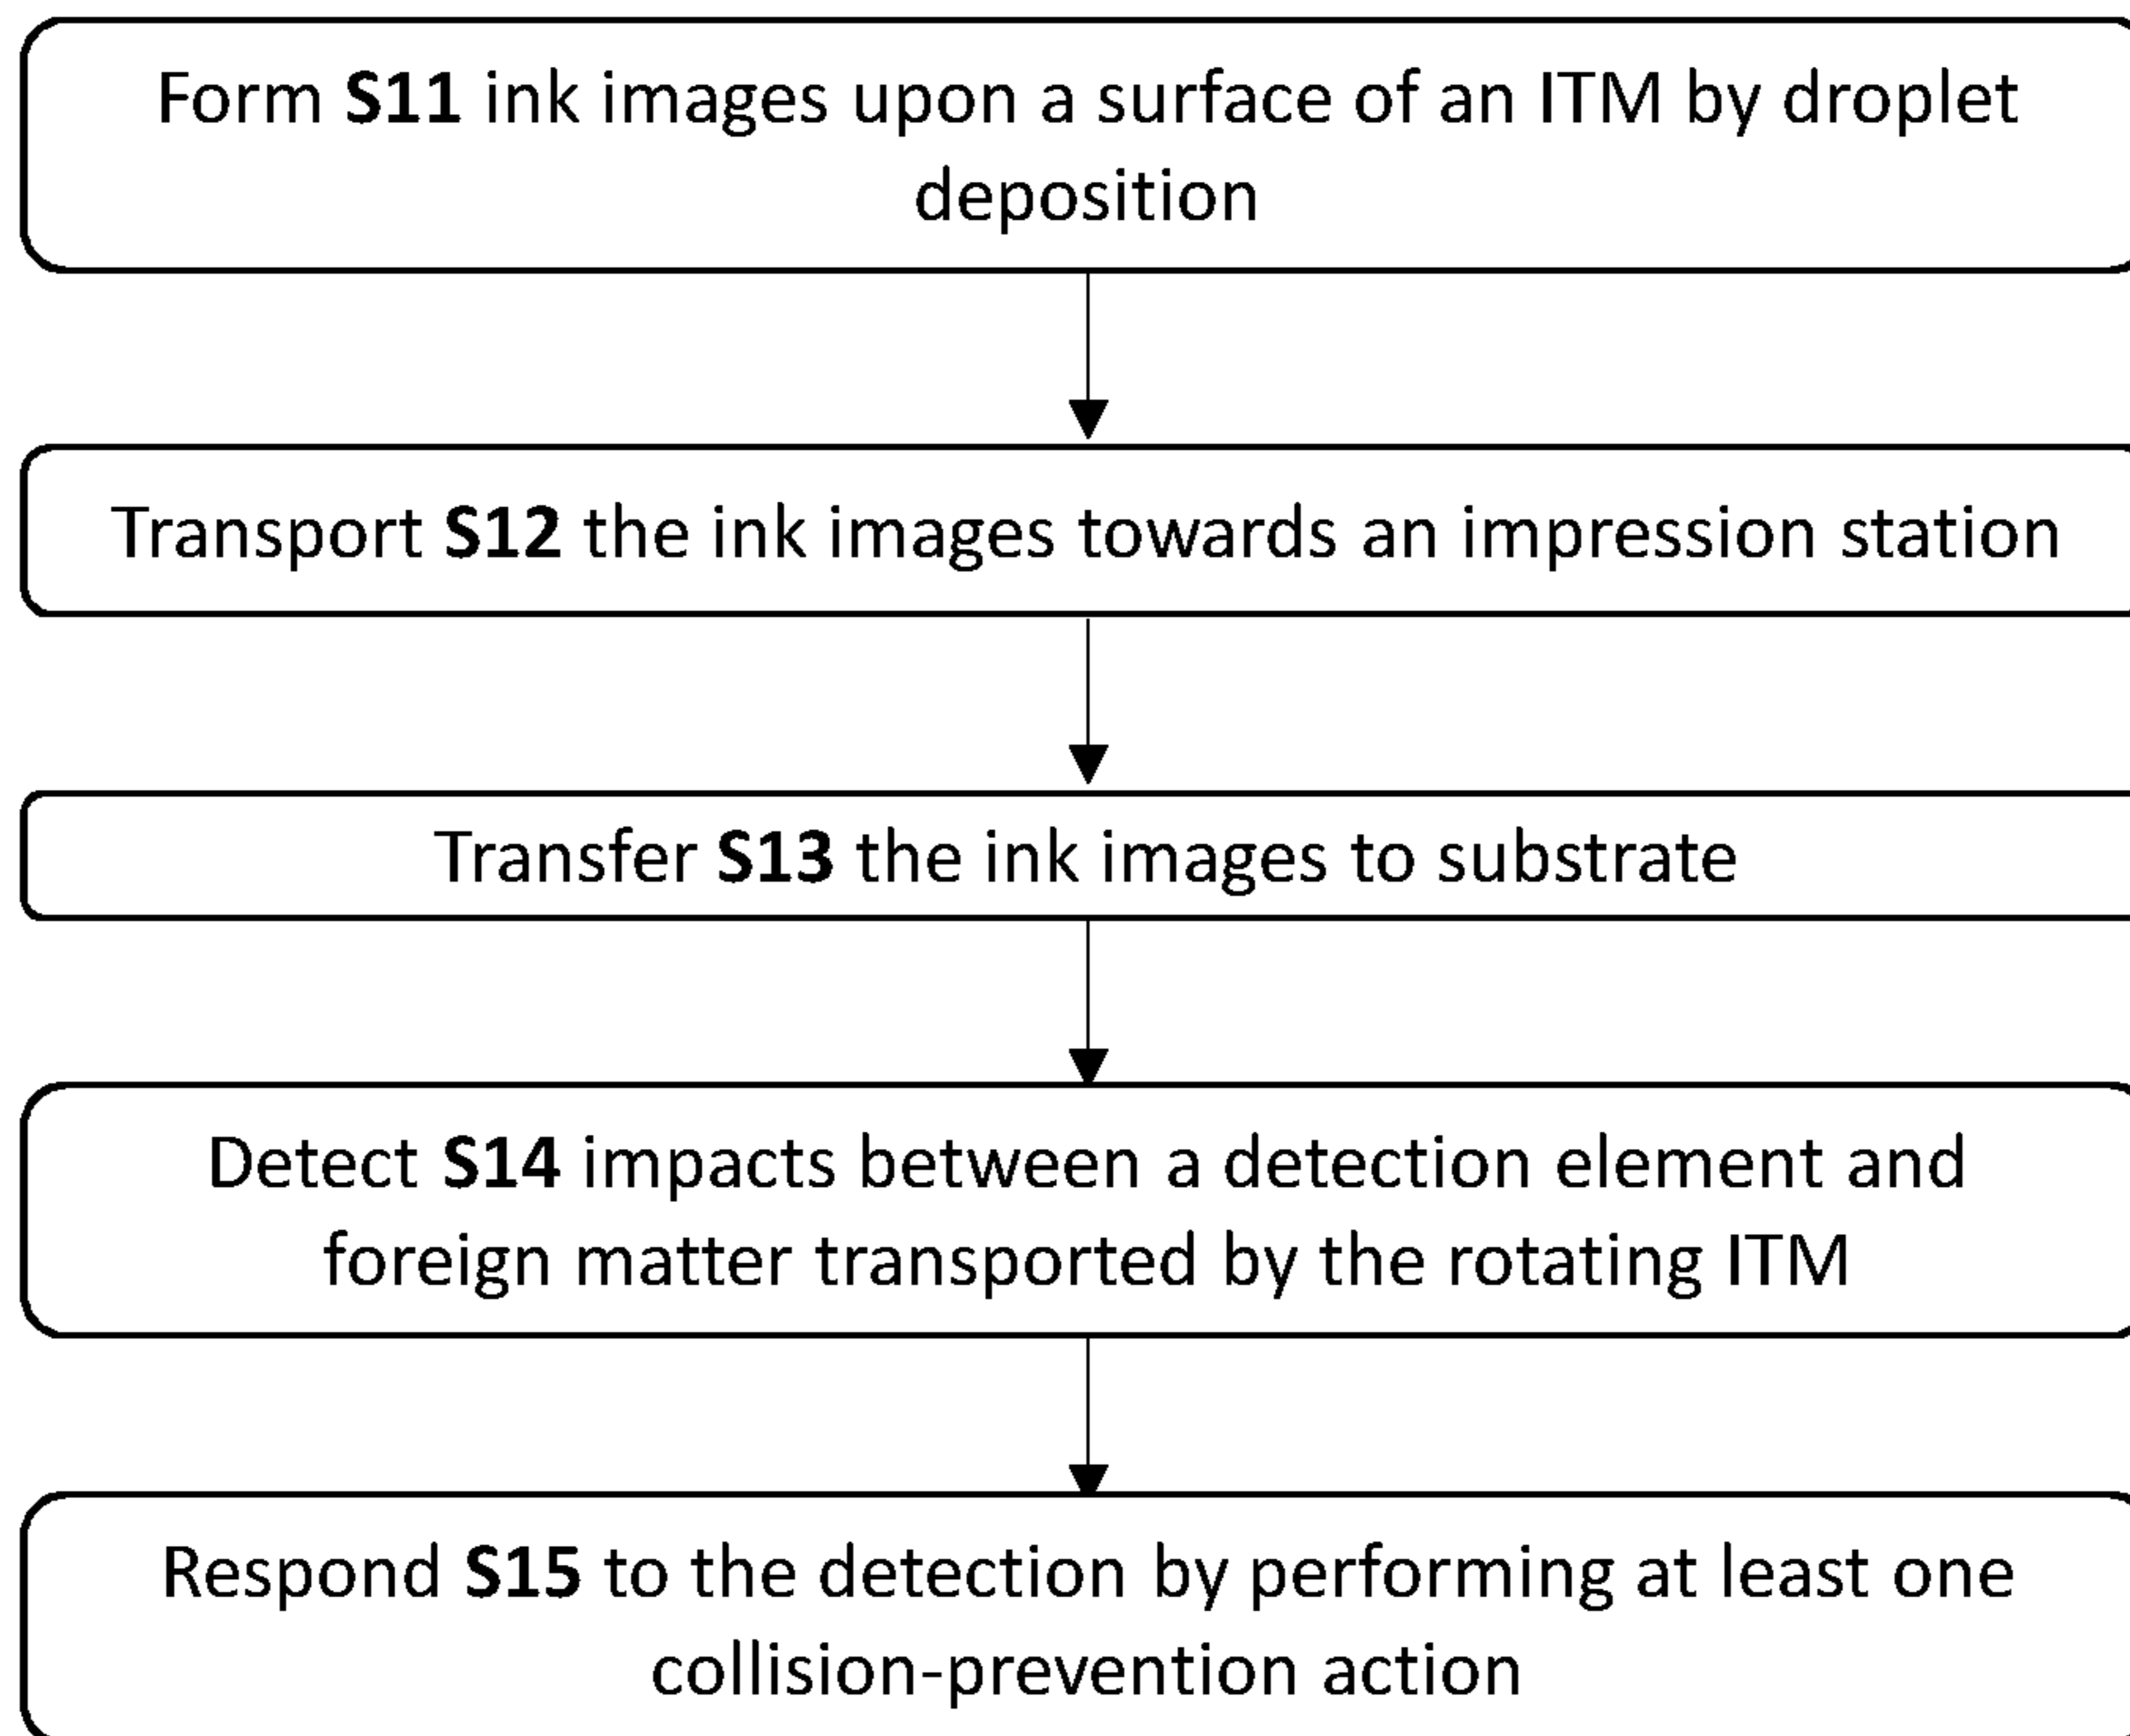 Form S11 ink images upon a surface of an ITM by droplet
deposition
Transport S12 the ink images towards an impression station
Transfer S13 the ink images to substrate
Detect S14 impacts between a detection element and
foreign matter transported by the rotating ITM
Respond S15 to the detection by performing at least one
collision-prevention action